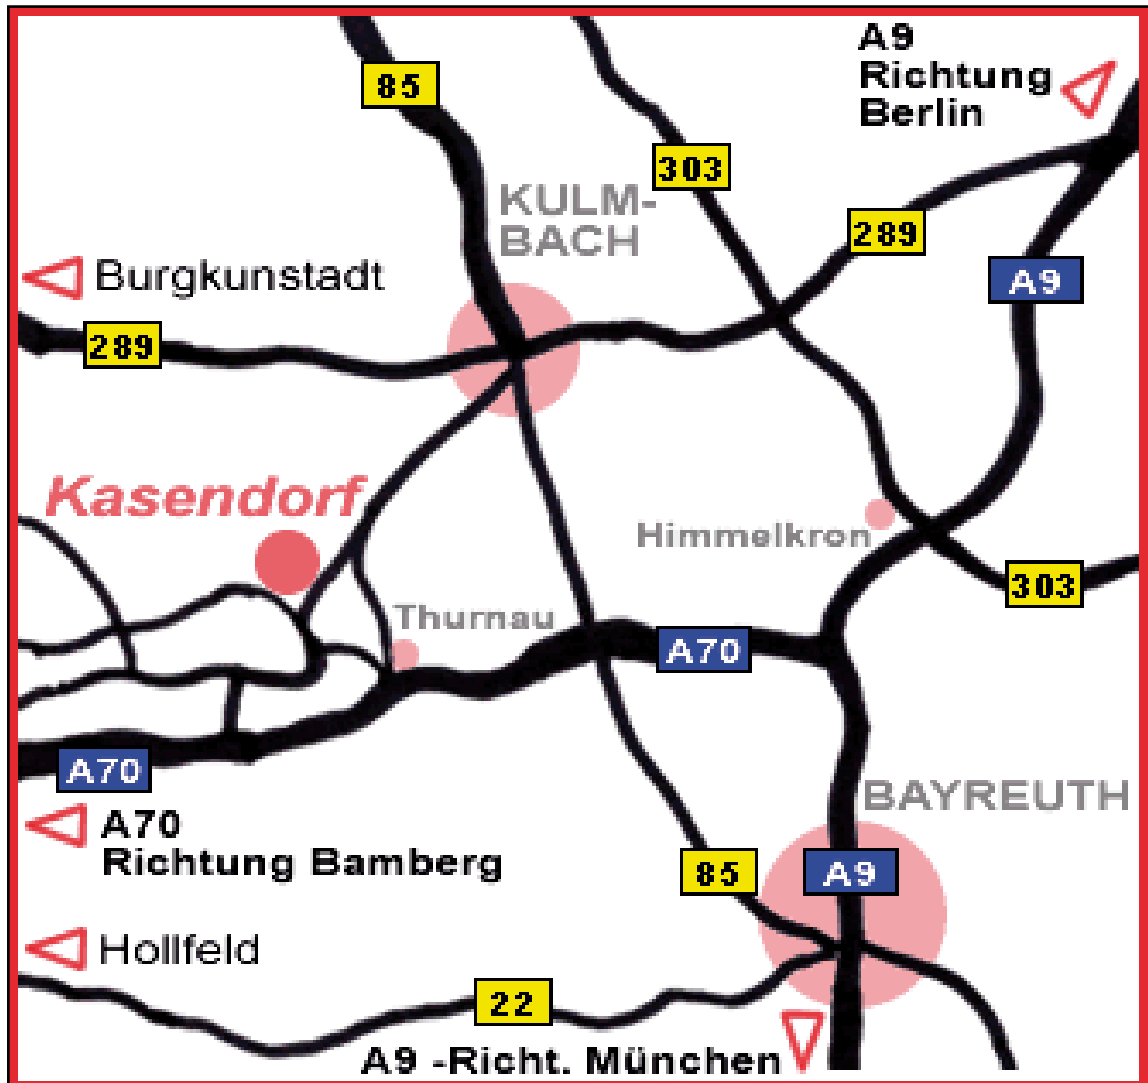 A9
Richtung
Berlin
85
303
KULM-
BACH
289
Burgkunstadt
A9
289
Kasendorf
Himmelkron
303
Thurnau
A70
A70
BAYREUTH
A70
Richtung Bamberg
85
A9
Hollfeld
22
A9 -Richt. München